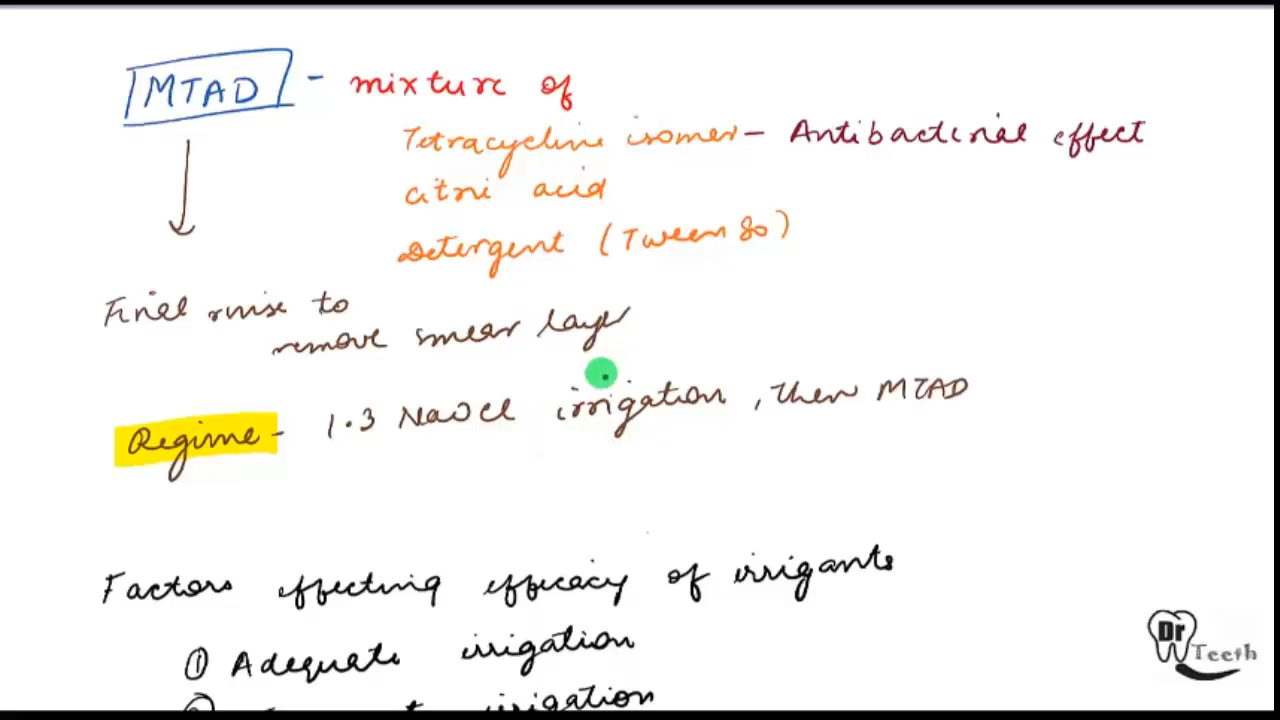 MTAD - mixture of
Tetracycline isomer - Antibacterial effect
citric acid
Detergent (Tween 80)
Final rinse to
remove smear layer
Regime - 1.3 NaOCl irrigation, then MTAD
Factors effecting efficacy of irrigants
① Adequate irrigation
irrigation
Dr
Teeth